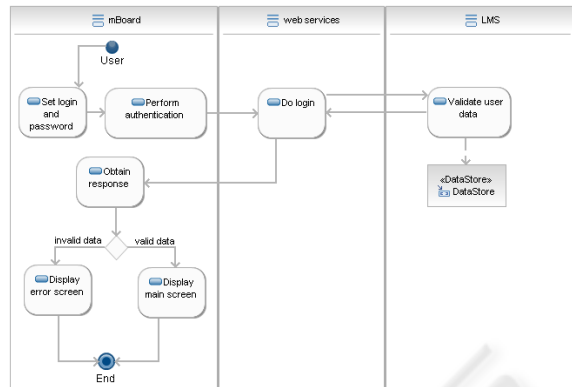 mBoard
web services
LMS
User
Set login
and
password
Perform
authentication
Do login
Validate user
data
«DataStore»
DataStore
Obtain
response
invalid data
valid data
Display
error screen
Display
main screen
End